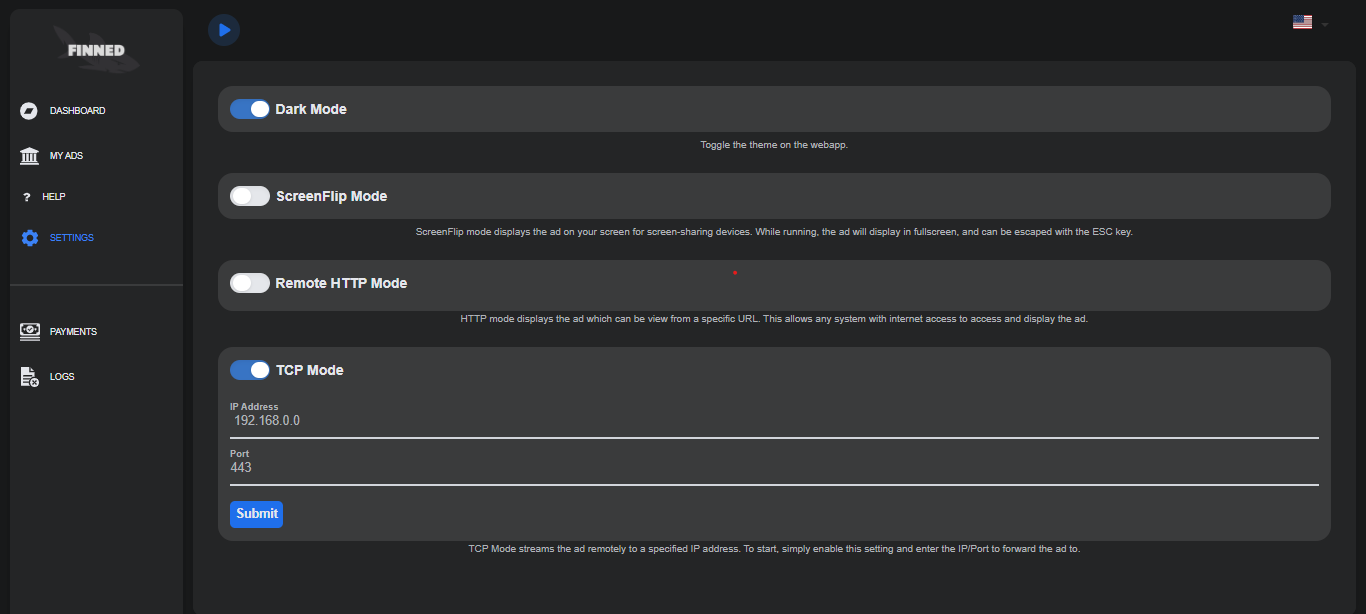 FINNED
DASHBOARD
MY ADS
? HELP
SETTINGS
PAYMENTS
LOGS
Dark Mode
Toggle the theme on the webapp.
ScreenFlip Mode
ScreenFlip mode displays the ad on your screen for screen-sharing devices. While running, the ad will display in fullscreen, and can be escaped with the ESC key.
Remote HTTP Mode
HTTP mode displays the ad which can be view from a specific URL. This allows any system with internet access to access and display the ad.
TCP Mode
IP Address
192.168.0.0
Port
443
Submit
TCP Mode streams the ad remotely to a specified IP address. To start, simply enable this setting and enter the IP/Port to forward the ad to.